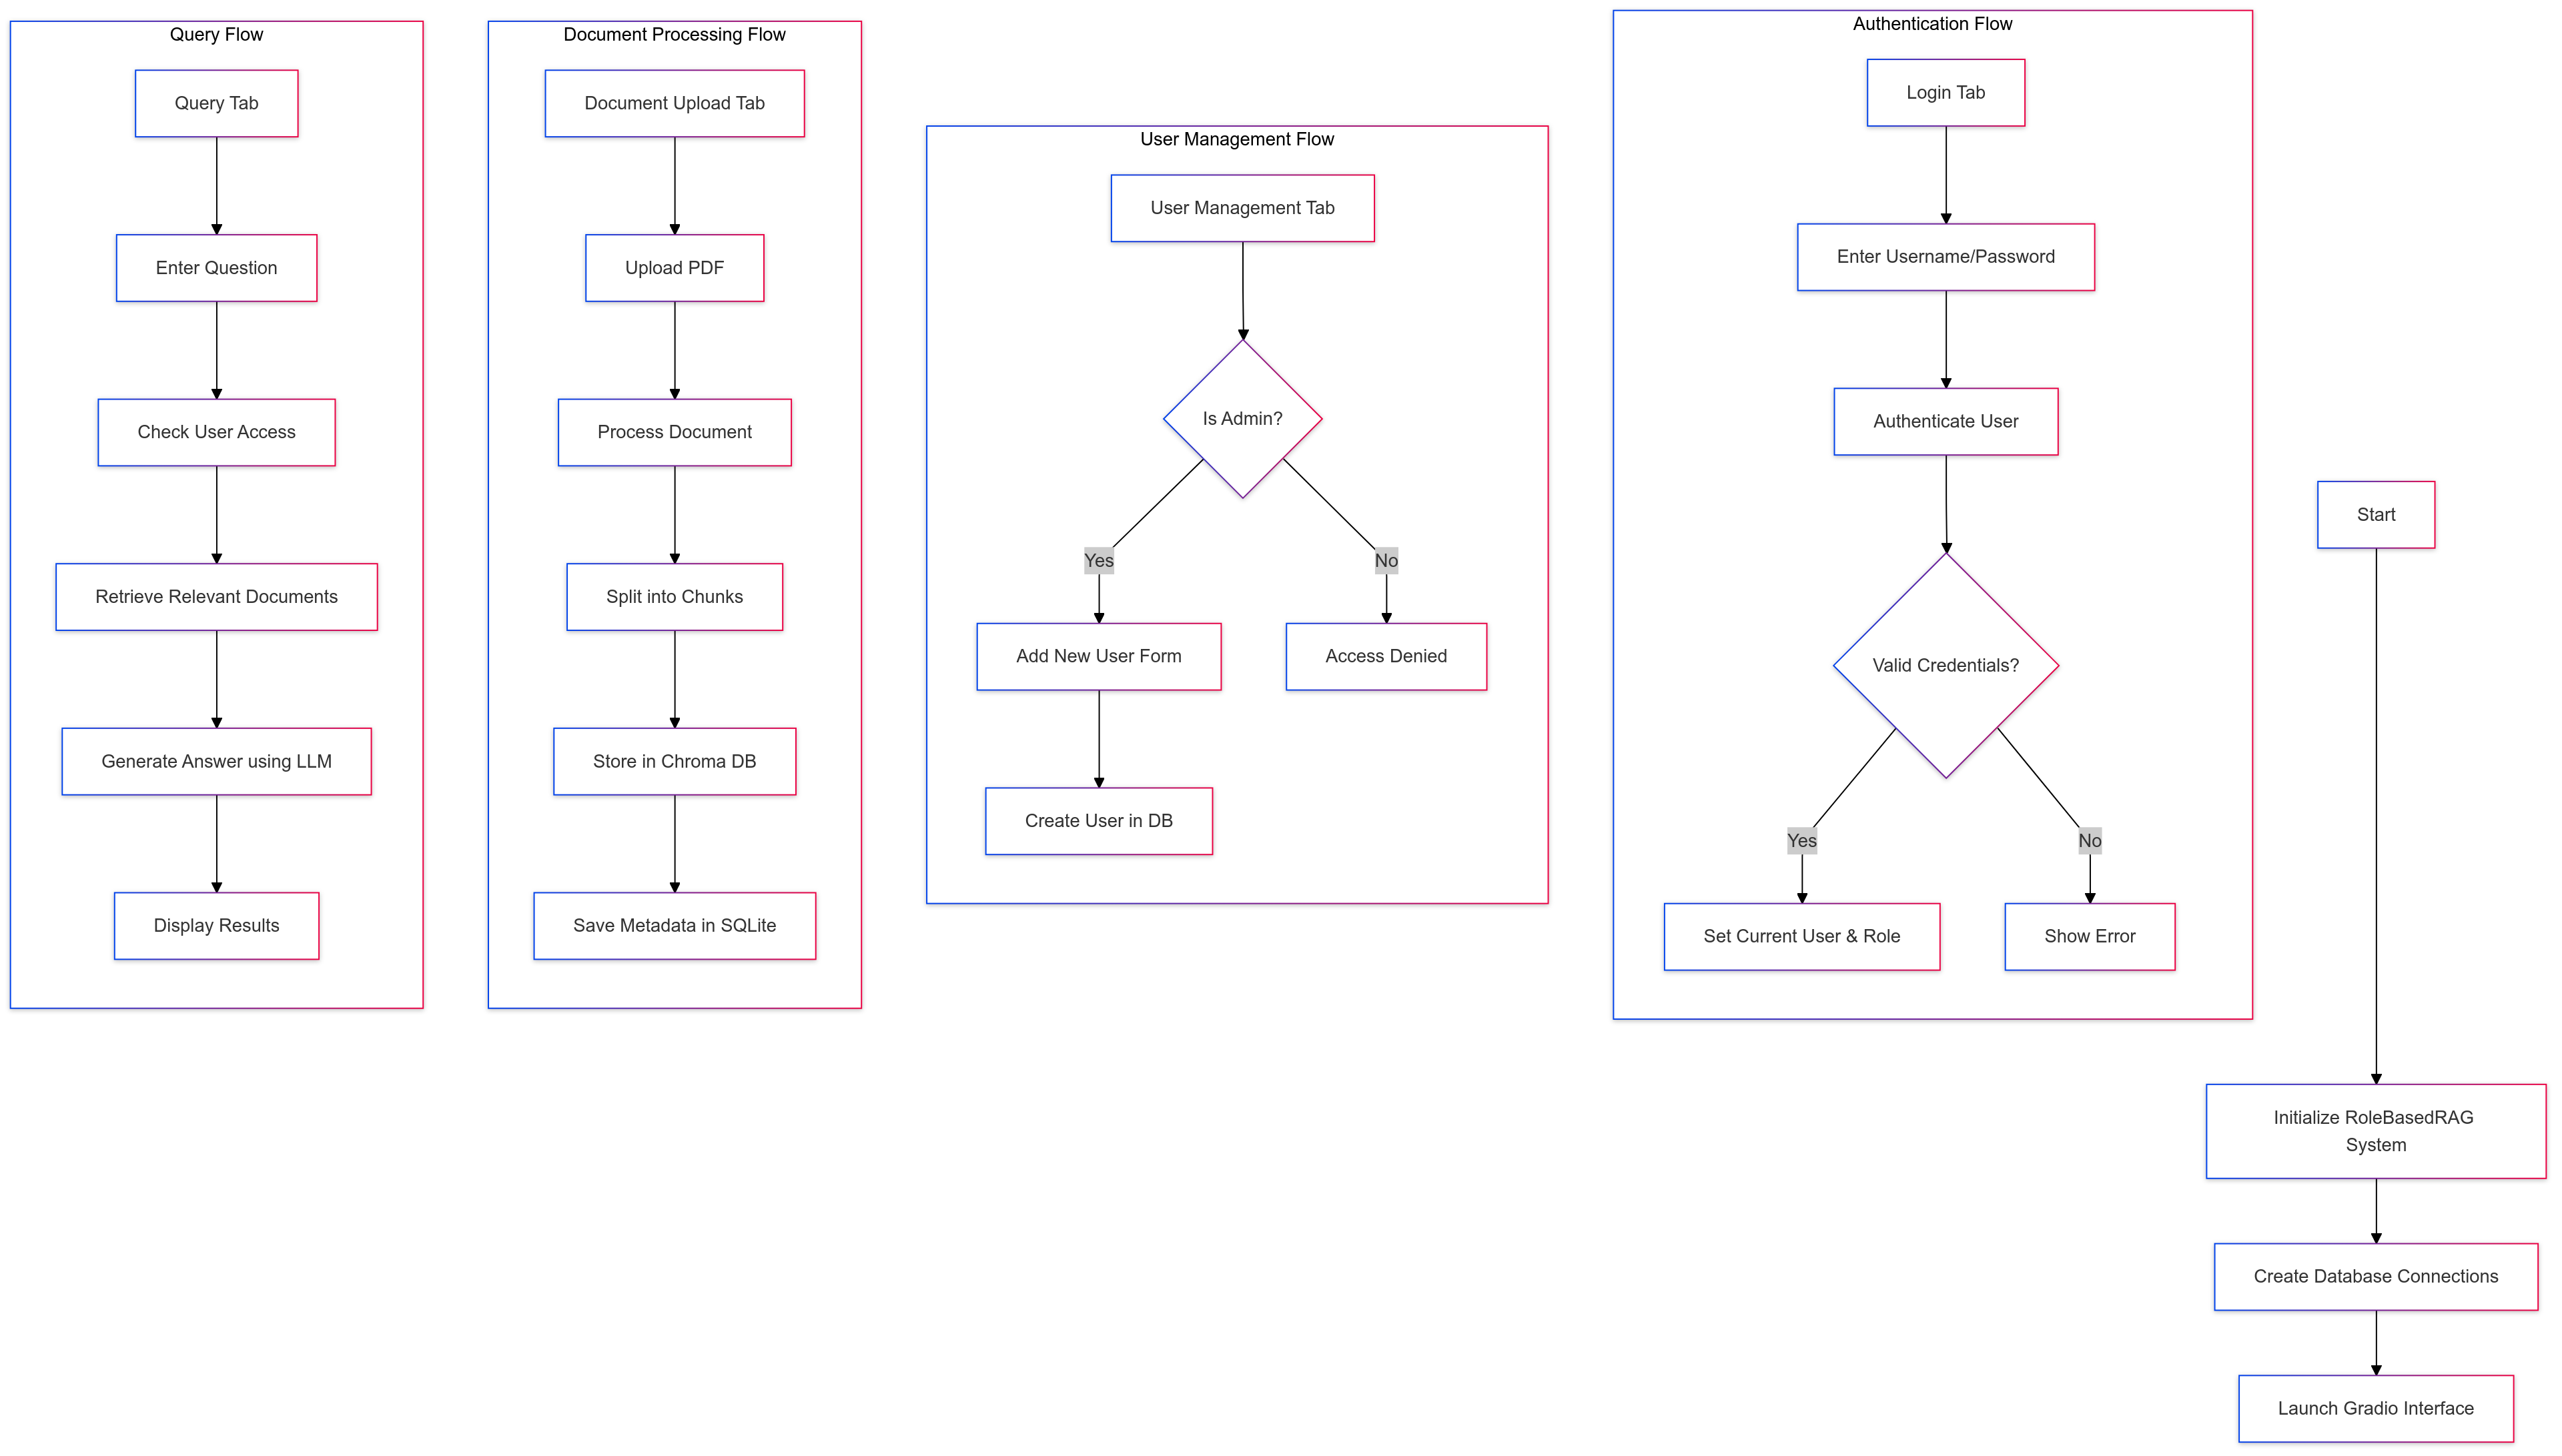 Query Flow
Query Tab
Enter Question
Check User Access
Retrieve Relevant Documents
Generate Answer using LLM
Display Results
Document Processing Flow
Document Upload Tab
Upload PDF
Process Document
Split into Chunks
Store in Chroma DB
Save Metadata in SQLite
User Management Flow
User Management Tab
Is Admin?
Yes
No
Add New User Form
Access Denied
Create User in DB
Authentication Flow
Login Tab
Enter Username/Password
Authenticate User
Valid Credentials?
Yes
No
Set Current User & Role
Show Error
Start
Initialize RoleBasedRAG
System
Create Database Connections
Launch Gradio Interface